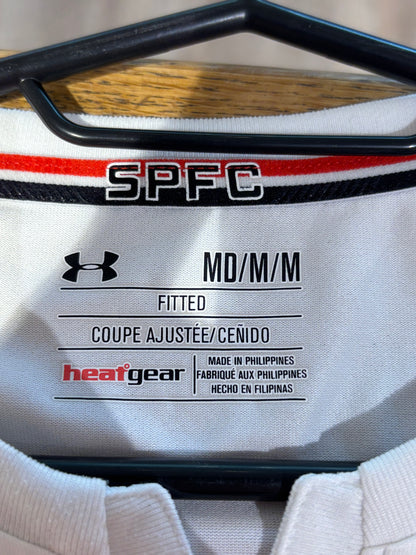 SPFC
MD/M/M
FITTED
COUPE AJUSTÉE/CEÑIDO
heatgear
MADE IN PHILIPPINES
FABRIQUÉ AUX PHILIPPINES
HECHO EN FILIPINAS